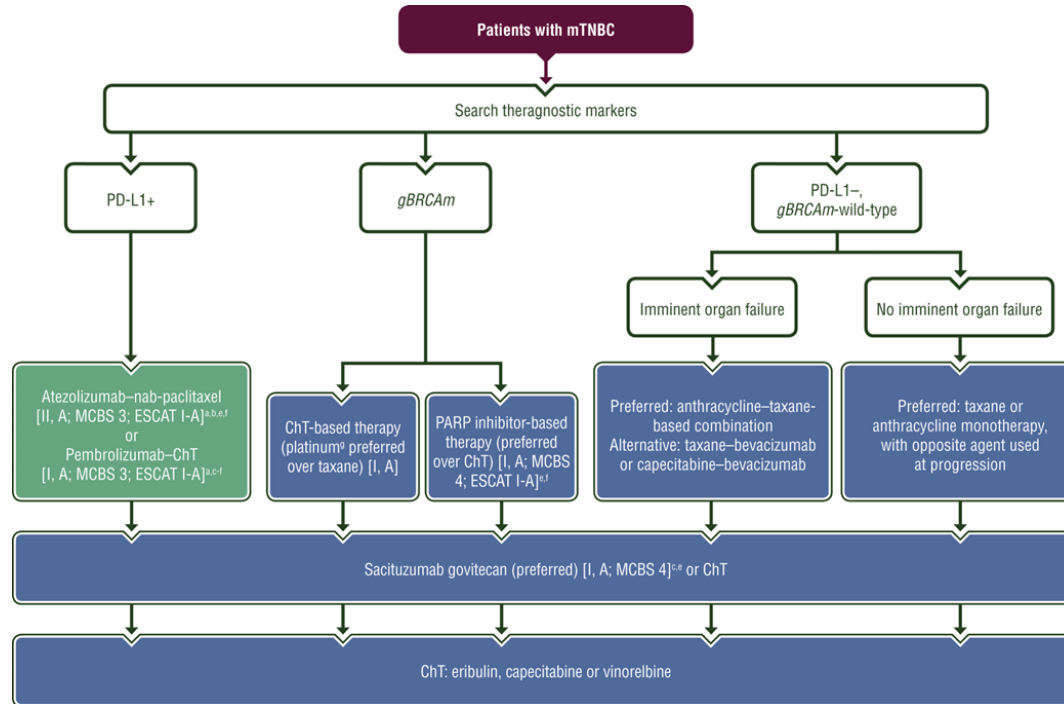 Patients with mTNBC
Search theragnostic markers
PD-L1+
gBRCAm
PD-L1–,
gBRCAm-wild-type
Imminent organ failure
No imminent organ failure
Atezolizumab–nab-paclitaxel
[II, A; MCBS 3; ESCAT I-A]a,b,e,f
or
Pembrolizumab–ChT
[I, A; MCBS 3; ESCAT I-A]a,c-f
ChT-based therapy
(platinumg preferred
over taxane) [I, A]
PARP inhibitor-based
therapy (preferred
over ChT) [I, A; MCBS
4; ESCAT I-A]e,f
Preferred: anthracycline–taxane-
based combination
Alternative: taxane–bevacizumab
or capecitabine–bevacizumab
Preferred: taxane or
anthracycline monotherapy,
with opposite agent used
at progression
Sacituzumab govitecan (preferred) [I, A; MCBS 4]c,e or ChT
ChT: eribulin, capecitabine or vinorelbine